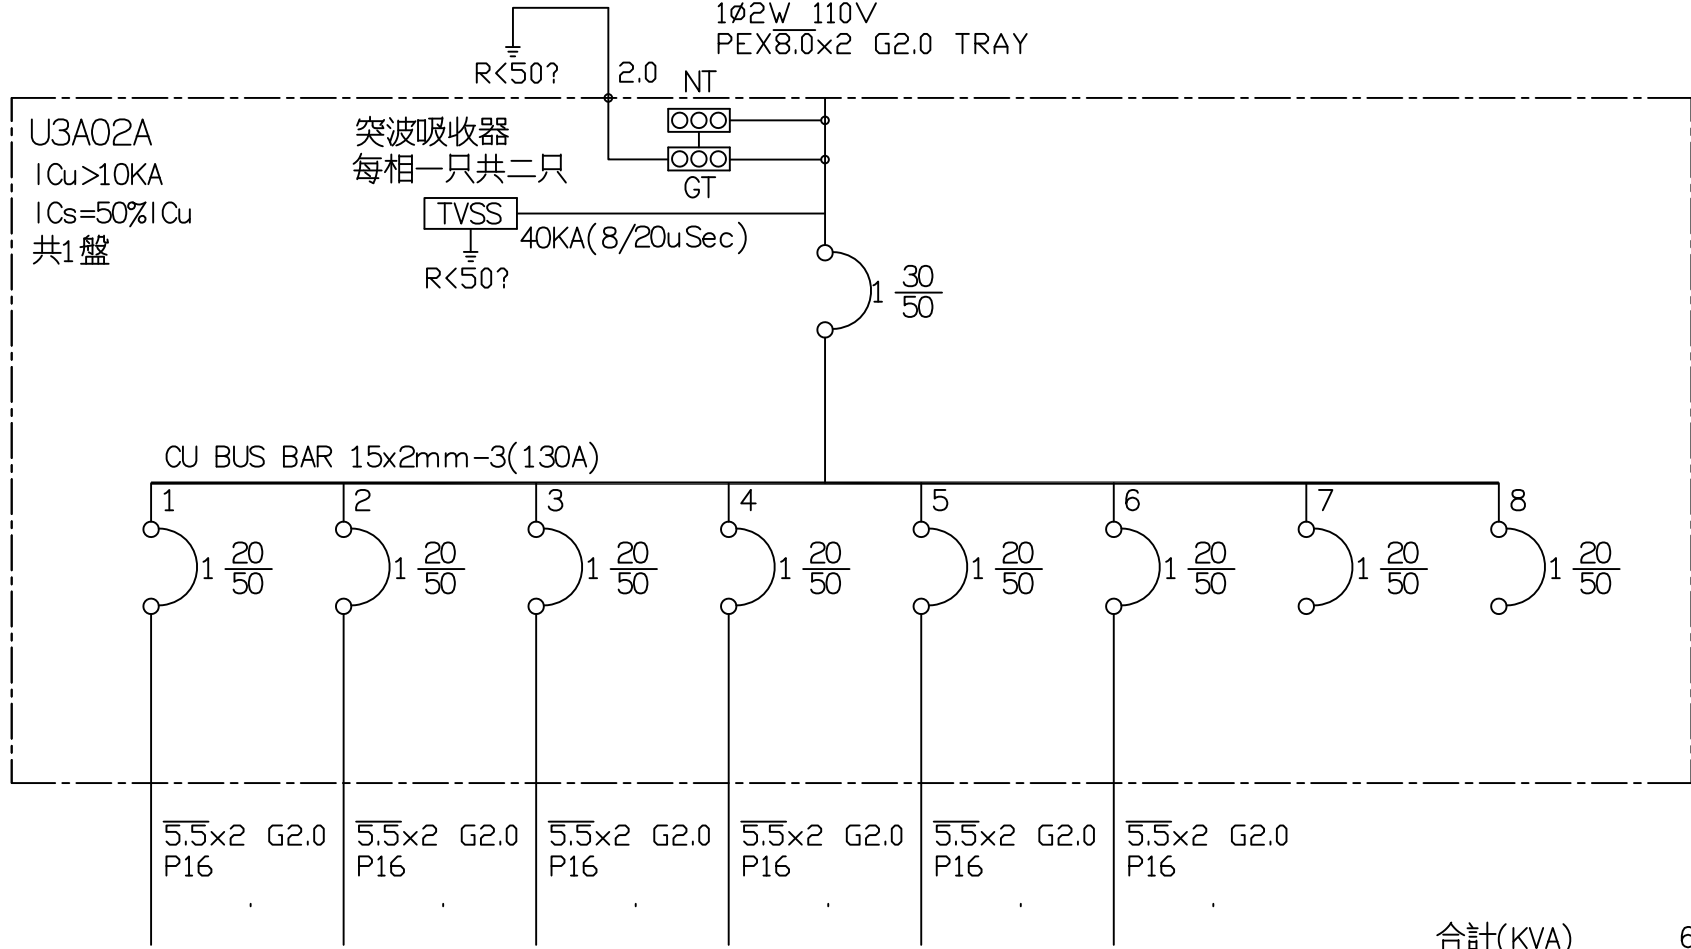 1ø2W 110V
PEX8.0x2 G2.0 TRAY
R<50?
2.0
NT
U3A02A
ICu>10KA
ICs=50%ICu
共1盤
突波吸收器
每相一只共二只
GT
TVSS
40KA(8/20uSec)
R<50?
1 30
50
CU BUS BAR 15x2mm-3(130A)
1 2 3 4 5 6 7 8
1 20 1 20 1 20 1 20 1 20 1 20 1 20 1 20
50 50 50 50 50 50 50 50
5.5x2 G2.0 5.5x2 G2.0 5.5x2 G2.0 5.5x2 G2.0 5.5x2 G2.0 5.5x2 G2.0
P16 P16 P16 P16 P16 P16
合計(KVA)